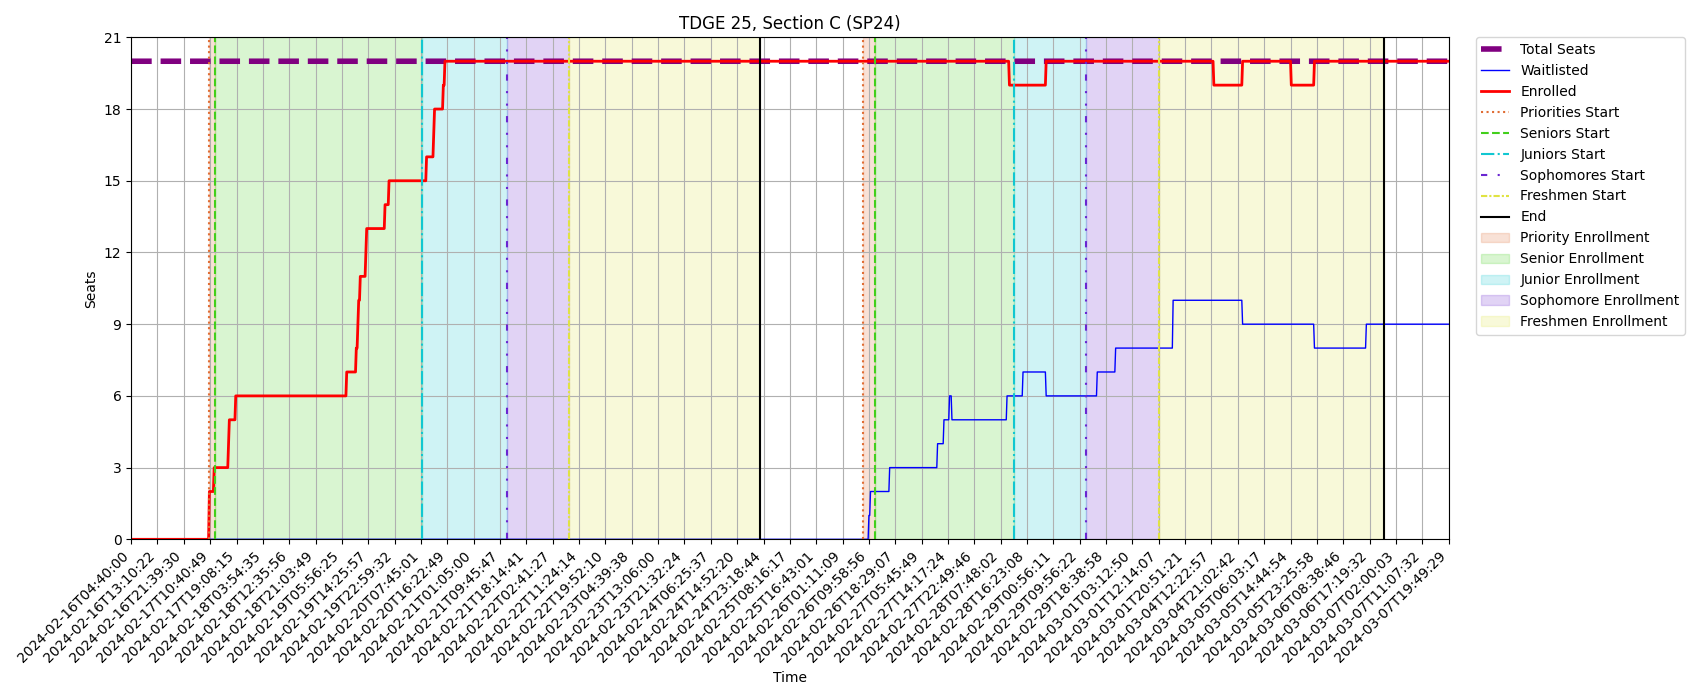 TDGE 25, Section C (SP24)
21
18
15
12
9
6
3
0
Seats
2024-02-16T04:40:00
2024-02-16T13:10:22
2024-02-16T21:39:30
2024-02-17T10:40:49
2024-02-17T19:08:15
2024-02-18T03:54:35
2024-02-18T12:35:56
2024-02-18T21:03:49
2024-02-19T05:56:25
2024-02-19T14:25:57
2024-02-19T22:59:32
2024-02-20T07:45:01
2024-02-20T16:22:49
2024-02-21T01:05:00
2024-02-21T09:45:47
2024-02-21T18:14:41
2024-02-22T02:41:27
2024-02-22T11:24:14
2024-02-22T19:52:10
2024-02-23T04:39:38
2024-02-23T13:06:00
2024-02-23T21:32:24
2024-02-24T06:25:37
2024-02-24T14:52:20
2024-02-24T23:18:44
2024-02-25T08:16:17
2024-02-25T16:43:01
2024-02-26T01:11:09
2024-02-26T09:58:56
2024-02-26T18:29:07
2024-02-27T05:45:49
2024-02-27T14:17:24
2024-02-27T22:49:46
2024-02-28T07:48:02
2024-02-28T16:23:08
2024-02-29T00:56:11
2024-02-29T09:56:22
2024-02-29T18:38:58
2024-03-01T03:12:50
2024-03-01T12:14:07
2024-03-01T20:51:21
2024-03-04T12:22:57
2024-03-04T21:02:42
2024-03-05T06:03:17
2024-03-05T14:44:54
2024-03-05T23:25:58
2024-03-06T08:38:46
2024-03-06T17:19:32
2024-03-07T02:00:03
2024-03-07T11:07:32
2024-03-07T19:49:29
Time
Total Seats
Waitlisted
Enrolled
Priorities Start
Seniors Start
Juniors Start
Sophomores Start
Freshmen Start
End
Priority Enrollment
Senior Enrollment
Junior Enrollment
Sophomore Enrollment
Freshmen Enrollment